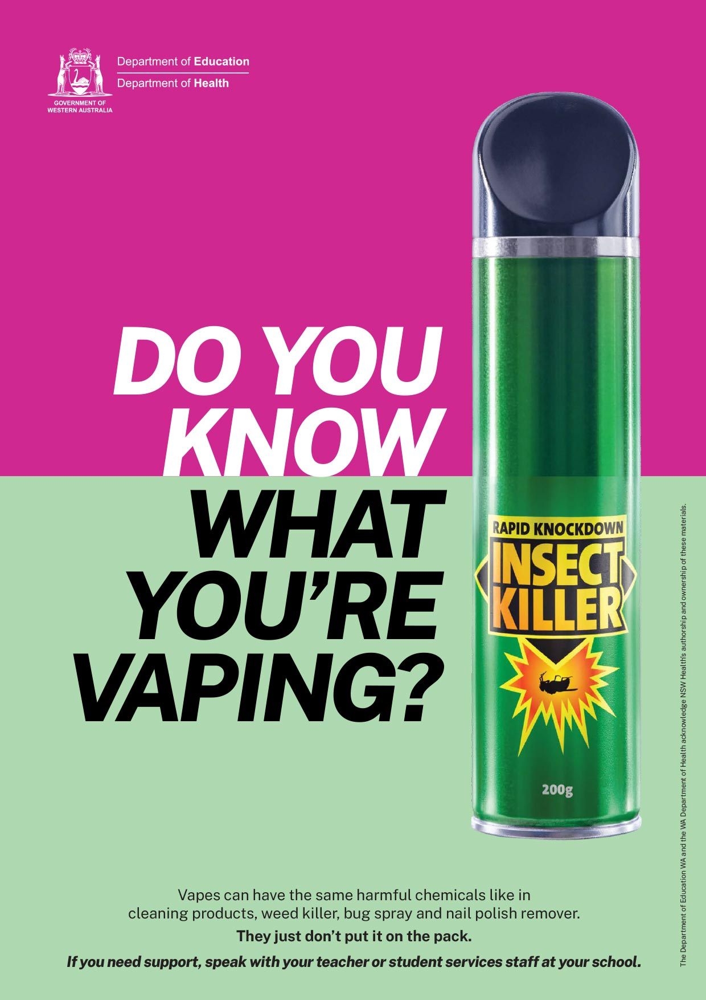 Department of Education
Department of Health
GOVERNMENT OF
WESTERN AUSTRALIA
DO YOU
KNOW
WHAT
YOU'RE
VAPING?
RAPID KNOCKDOWN
INSECT
KILLER
200g
Vapes can have the same harmful chemicals like in
cleaning products, weed killer, bug spray and nail polish remover.
They just don't put it on the pack.
If you need support, speak with your teacher or student services staff at your school.
The Department of Education WA and the WA Department of Health acknowledge NSW Health's authorship and ownership of these materials.